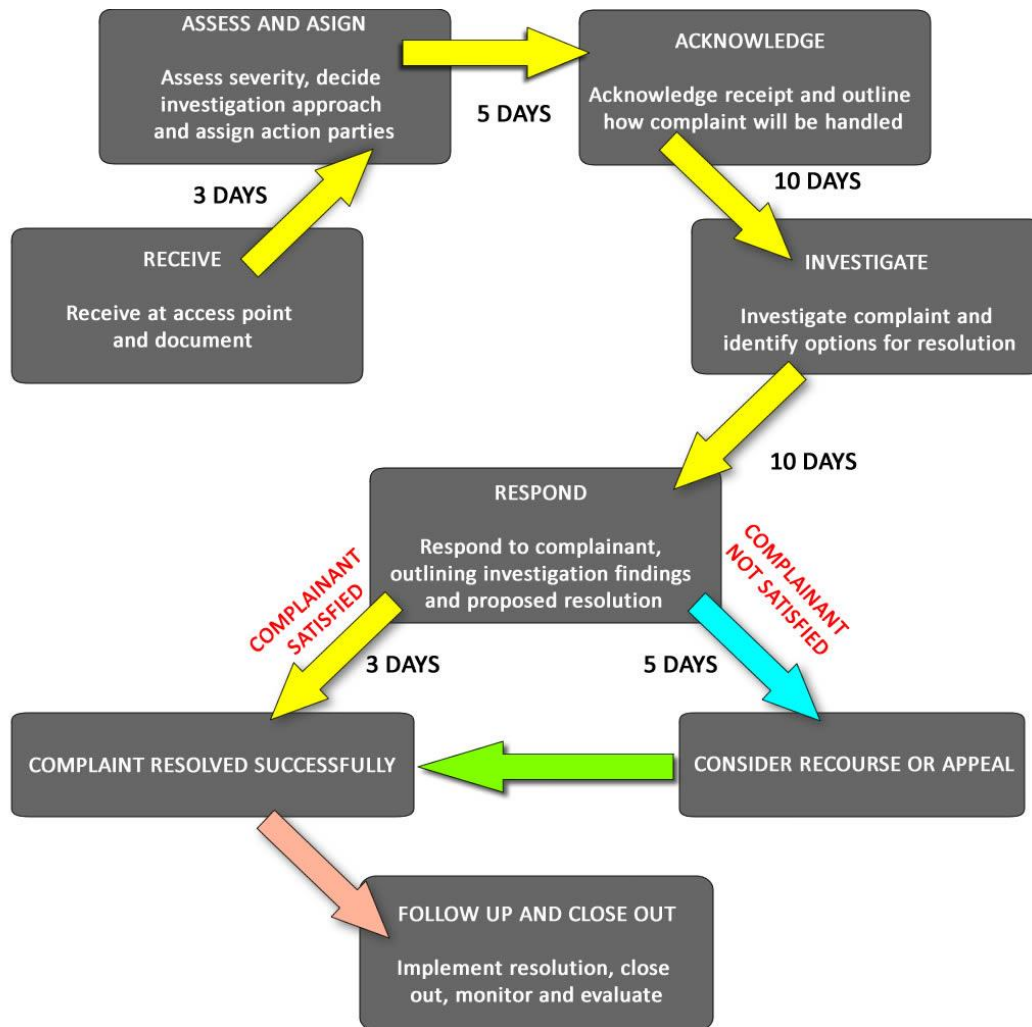 ASSESS AND ASIGN
Assess severity, decide
investigation approach
and assign action parties
5 DAYS
ACKNOWLEDGE
Acknowledge receipt and outline
how complaint will be handled
3 DAYS
10 DAYS
RECEIVE
Receive at access point
and document
INVESTIGATE
Investigate complaint and
identify options for resolution
10 DAYS
RESPOND
Respond to complainant,
outlining investigation findings
and proposed resolution
COMPLAINANT
SATISFIED
3 DAYS
COMPLAINANT
NOT SATISFIED
5 DAYS
COMPLAINT RESOLVED SUCCESSFULLY
CONSIDER RECOURSE OR APPEAL
FOLLOW UP AND CLOSE OUT
Implement resolution, close
out, monitor and evaluate